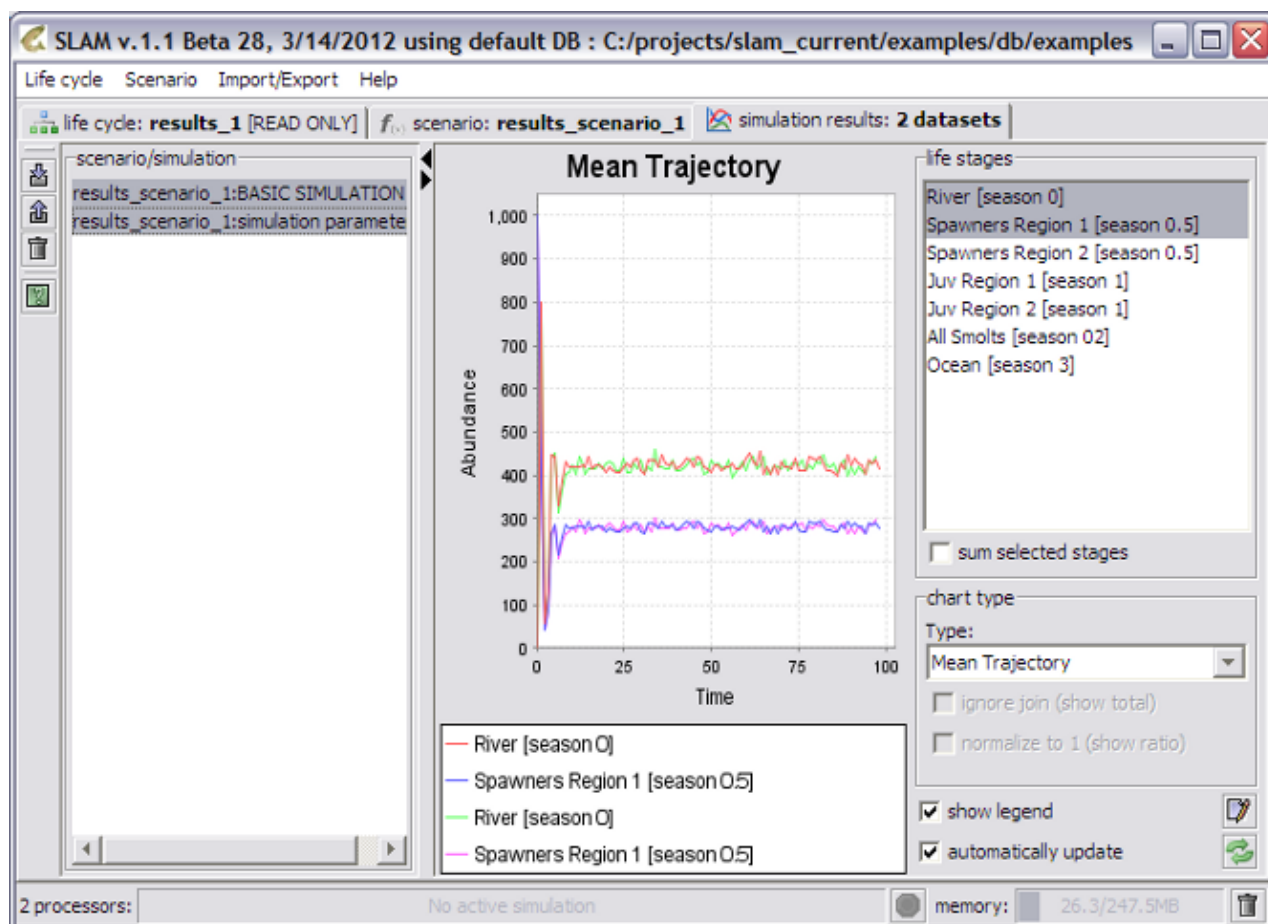 SLAM v.1.1 Beta 28, 3/14/2012 using default DB : C:/projects/slam_current/examples/db/examples
Life cycle Scenario Import/Export Help
life cycle: results_1 [READ ONLY] f(x) scenario: results_scenario_1 simulation results: 2 datasets
scenario/simulation
results_scenario_1:BASIC SIMULATION
results_scenario_1:simulation paramete
Mean Trajectory
1,000
900
800
700
600
500
400
300
200
100
0
Abundance
0 25 50 75 100
Time
River [season 0]
Spawners Region 1 [season 0.5]
River [season 0]
Spawners Region 1 [season 0.5]
life stages
River [season 0]
Spawners Region 1 [season 0.5]
Spawners Region 2 [season 0.5]
Juv Region 1 [season 1]
Juv Region 2 [season 1]
All Smolts [season 02]
Ocean [season 3]
sum selected stages
chart type
Type:
Mean Trajectory
ignore join (show total)
normalize to 1 (show ratio)
show legend
automatically update
2 processors: No active simulation memory: 26.3/247.5MB